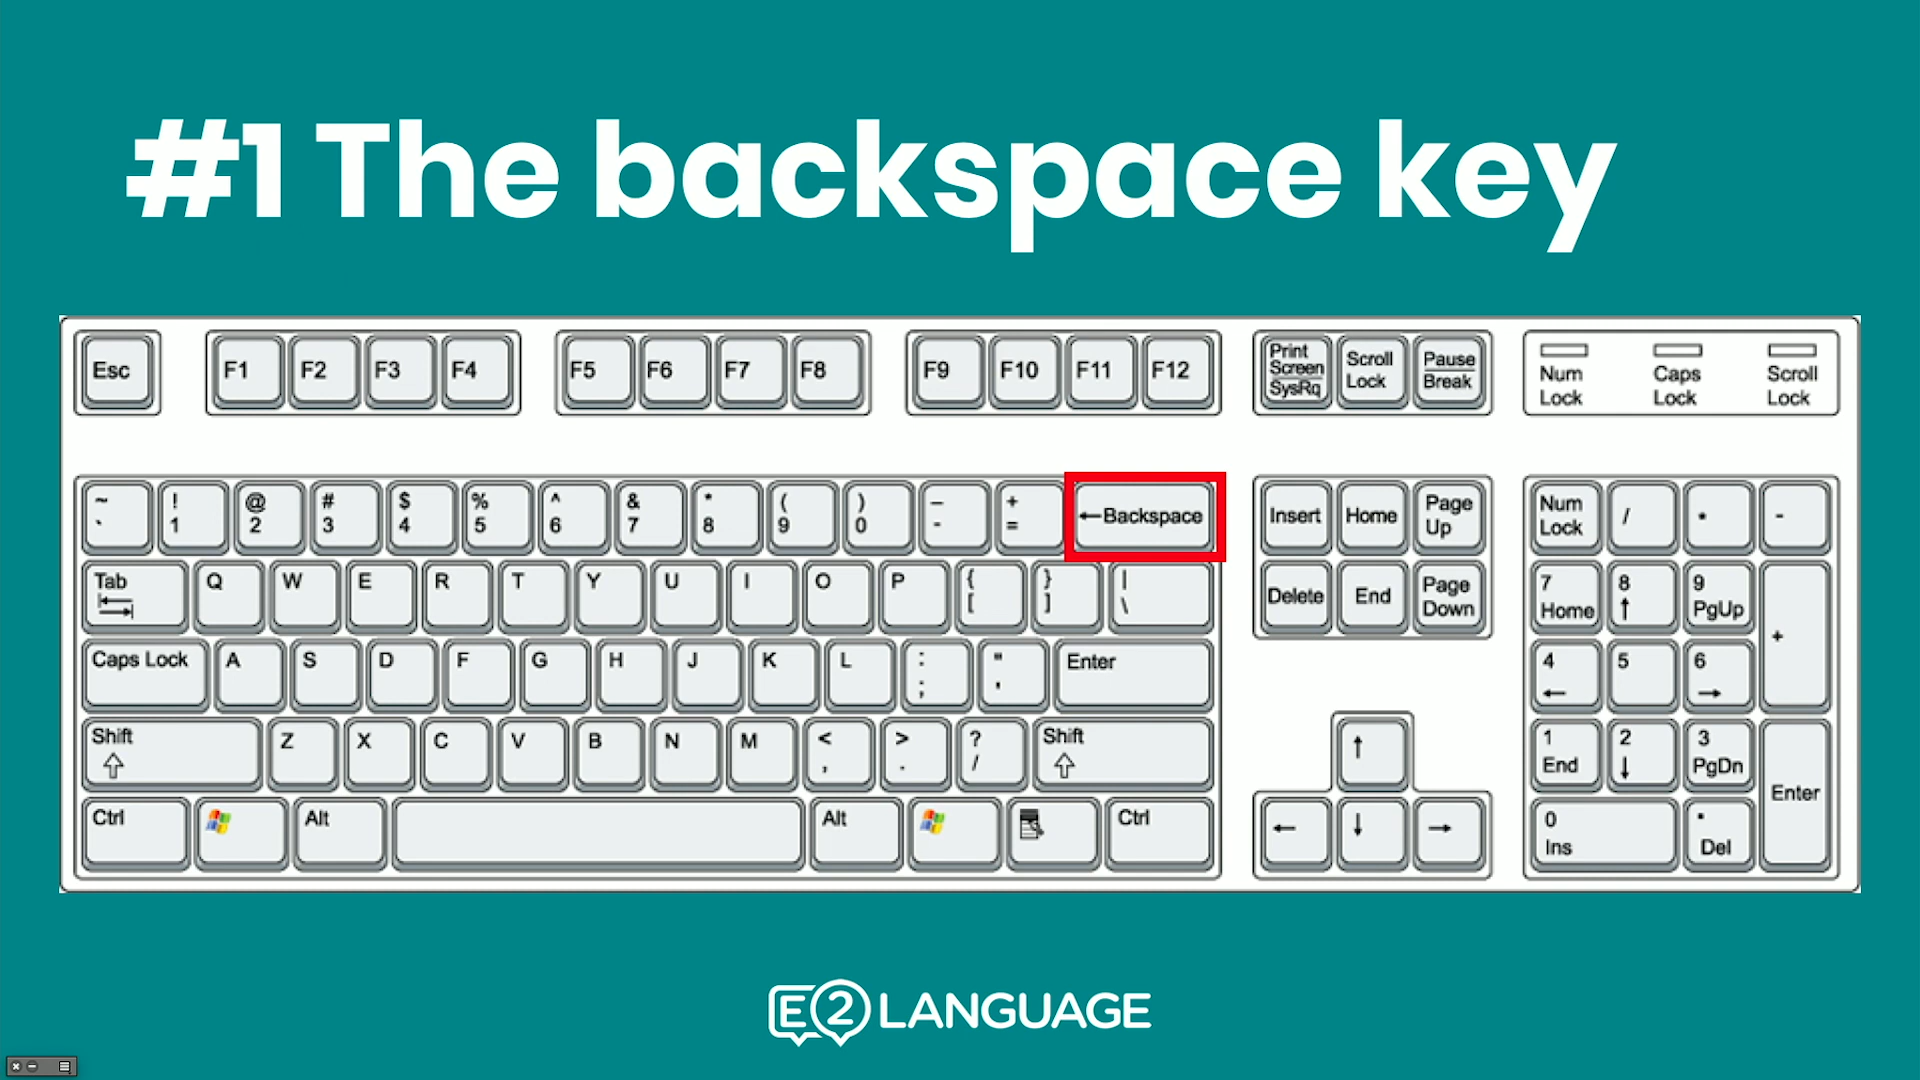 #1 The backspace key
Esc F1 F2 F3 F4 F5 F6 F7 F8 F9 F10 F11 F12 Print Screen SysRq Scroll Lock Pause Break Num Lock Caps Lock Scroll Lock
~ ` ! 1 @ 2 # 3 $ 4 % 5 ^ 6 & 7 * 8 ( 9 ) 0 – - + = ←Backspace Insert Home Page Up Num Lock / * -
Tab Q W E R T Y U I O P { [ } ] | \ Delete End Page Down 7 Home 8 ↑ 9 PgUp +
Caps Lock A S D F G H J K L : ; " ' Enter 4 ← 5 6 →
Shift Z X C V B N M < , > . ? / Shift ↑ 1 End 2 ↓ 3 PgDn Enter
Ctrl Alt Alt Ctrl ← ↓ → 0 Ins . Del
E2 LANGUAGE